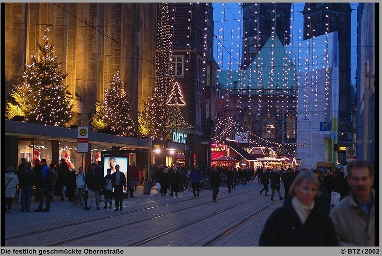 Die festlich geschmückte Obernstraße
© BTZ (2002)